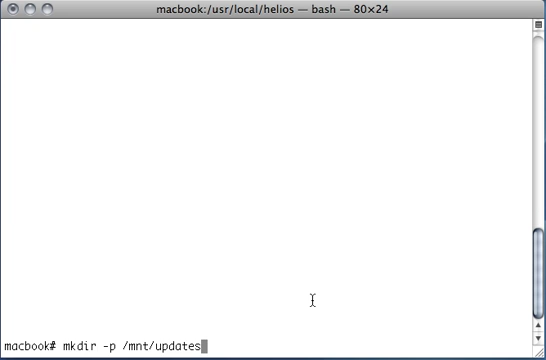 macbook:/usr/local/helios — bash — 80×24
macbook# mkdir -p /mnt/updates